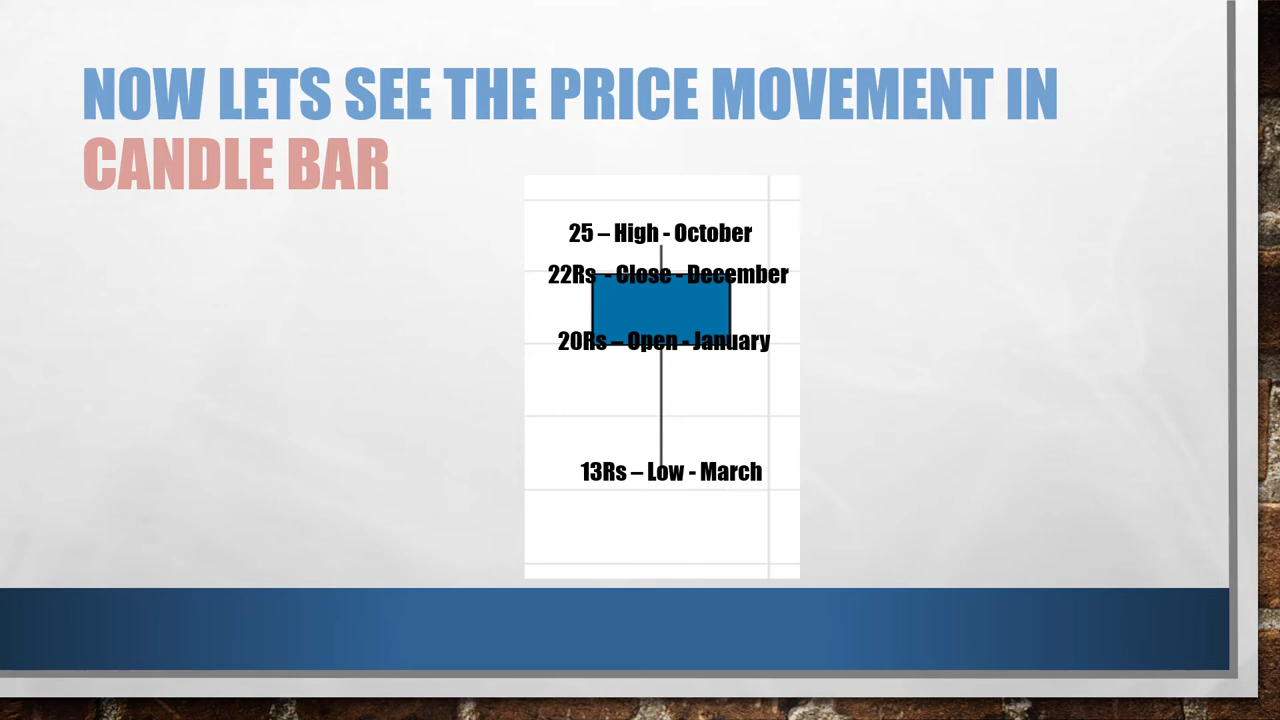 NOW LETS SEE THE PRICE MOVEMENT IN
CANDLE BAR
25 – High - October
22Rs - Close - December
20Rs – Open - January
13Rs – Low - March